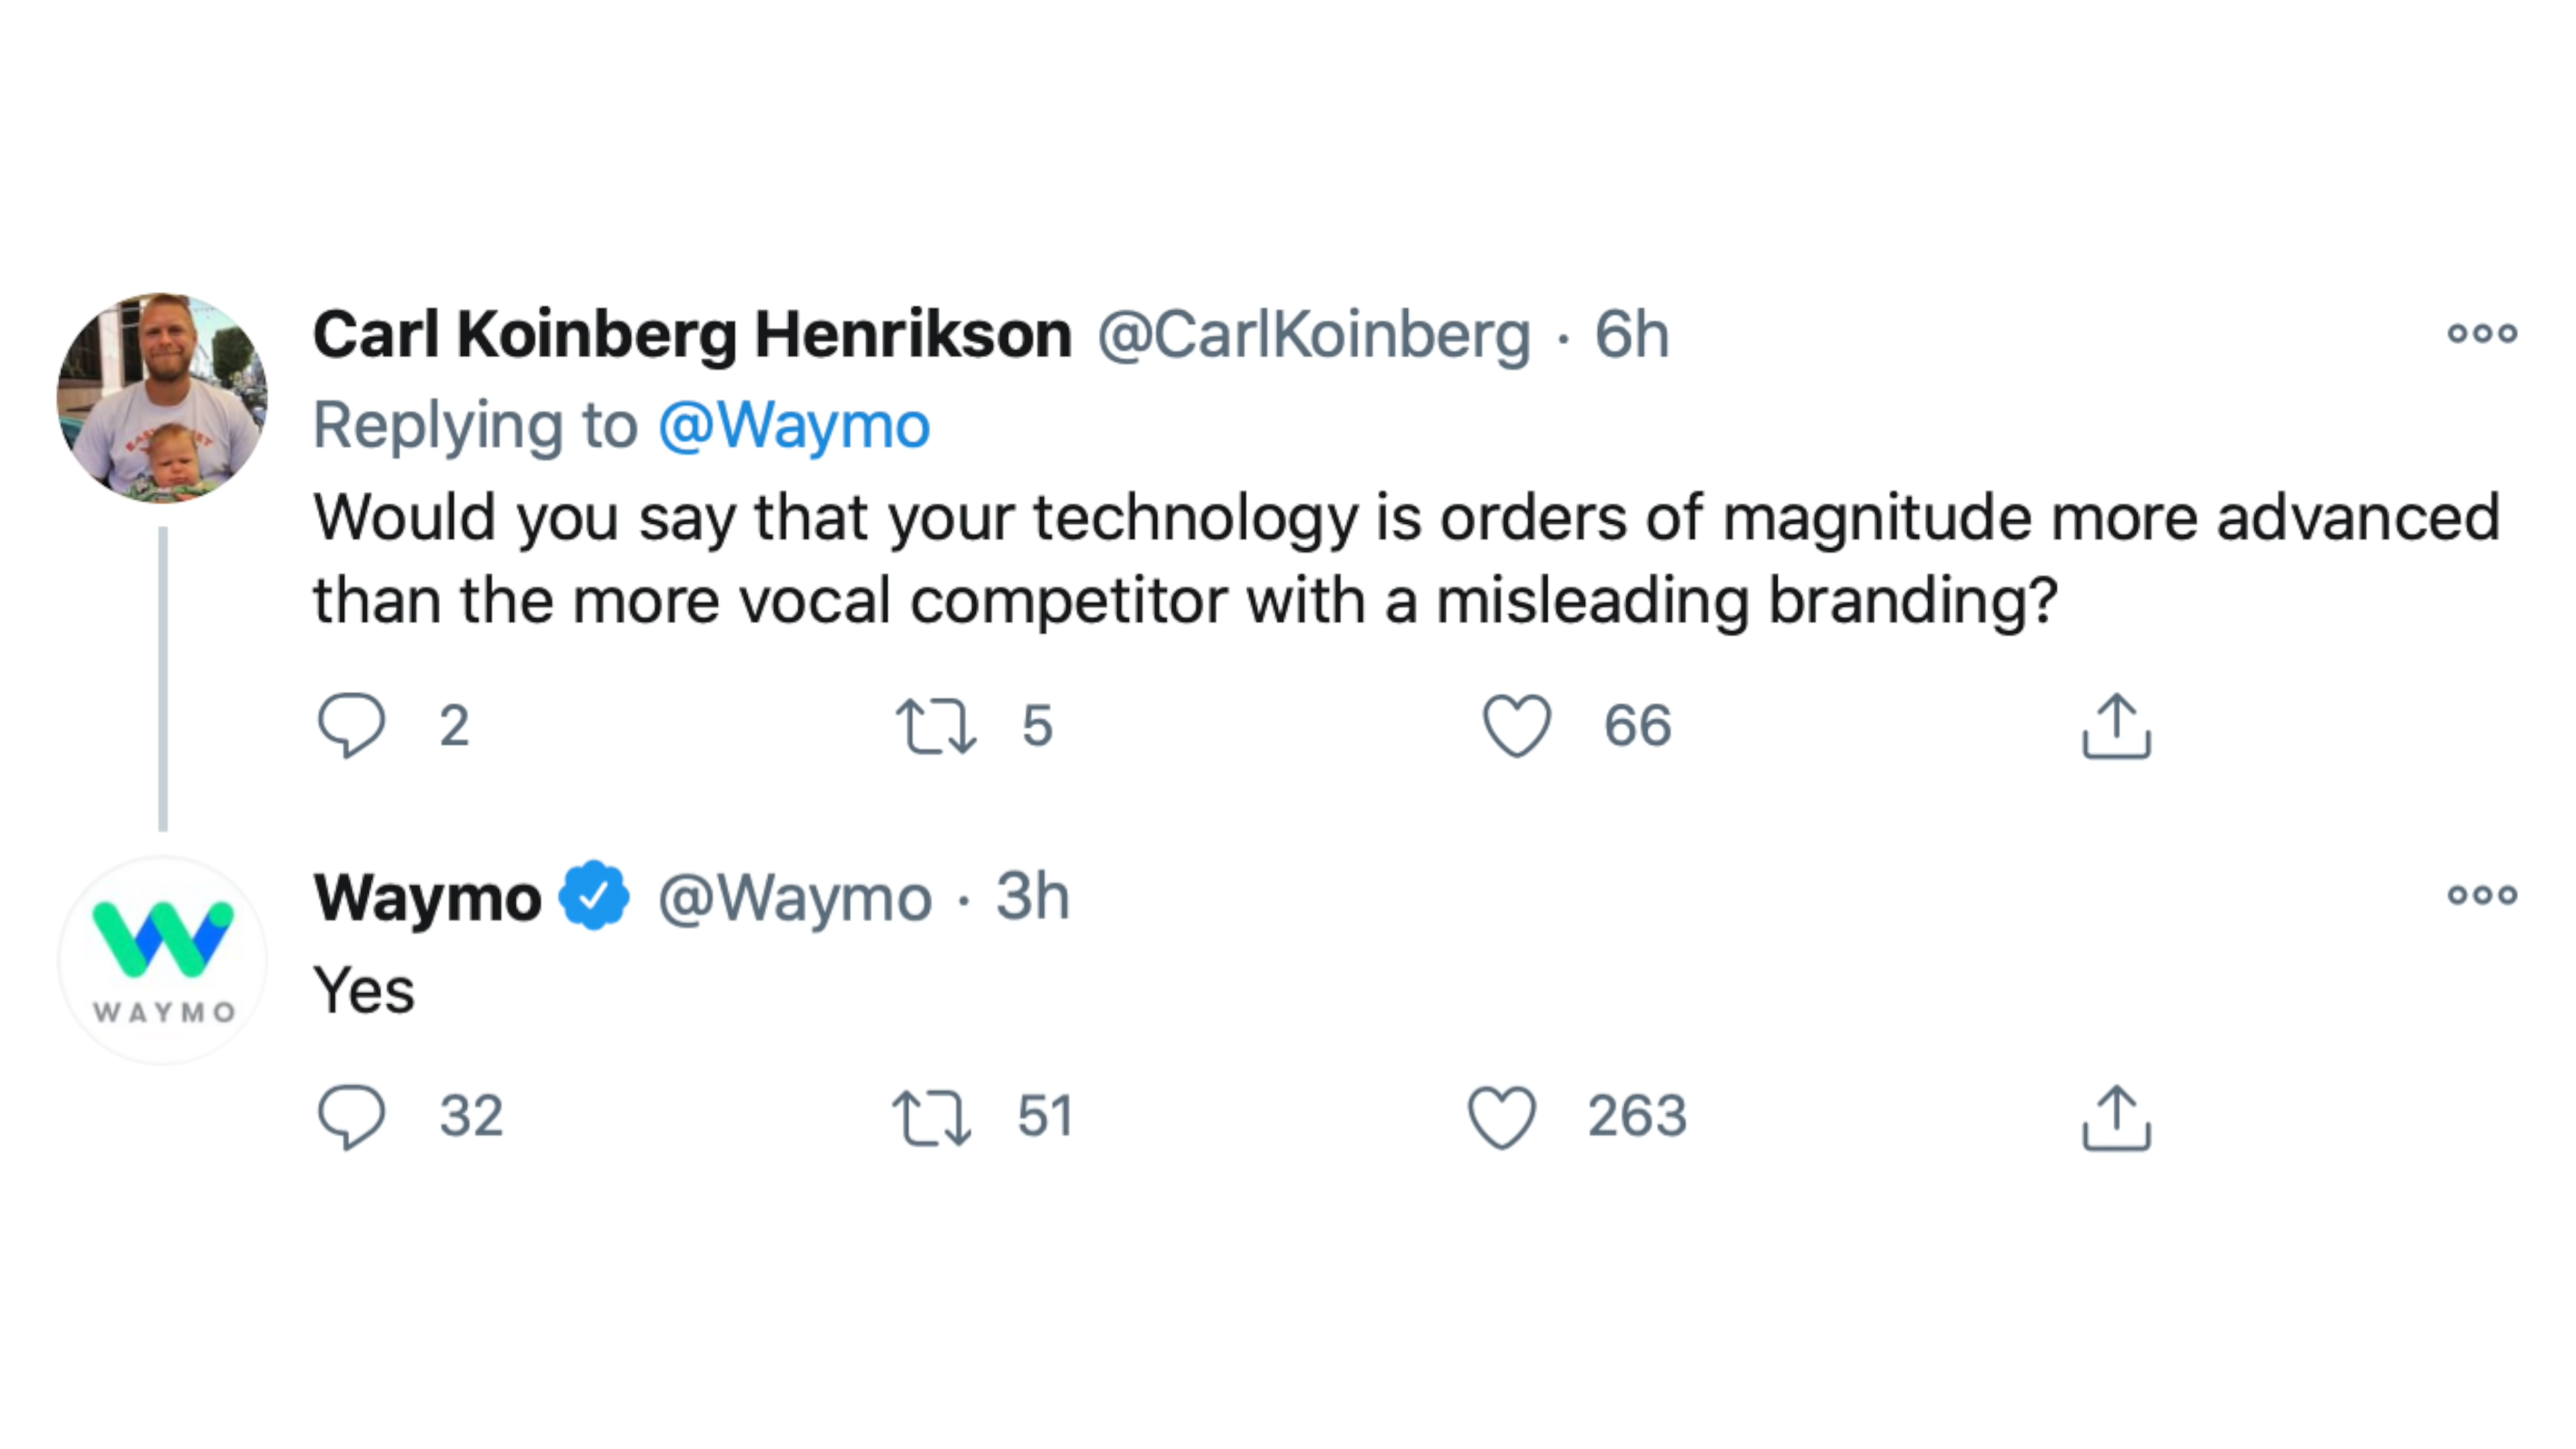 Carl Koinberg Henrikson @CarlKoinberg · 6h
Replying to @Waymo
Would you say that your technology is orders of magnitude more advanced
than the more vocal competitor with a misleading branding?
2 5 66
Waymo @Waymo · 3h
WAYMO
Yes
32 51 263